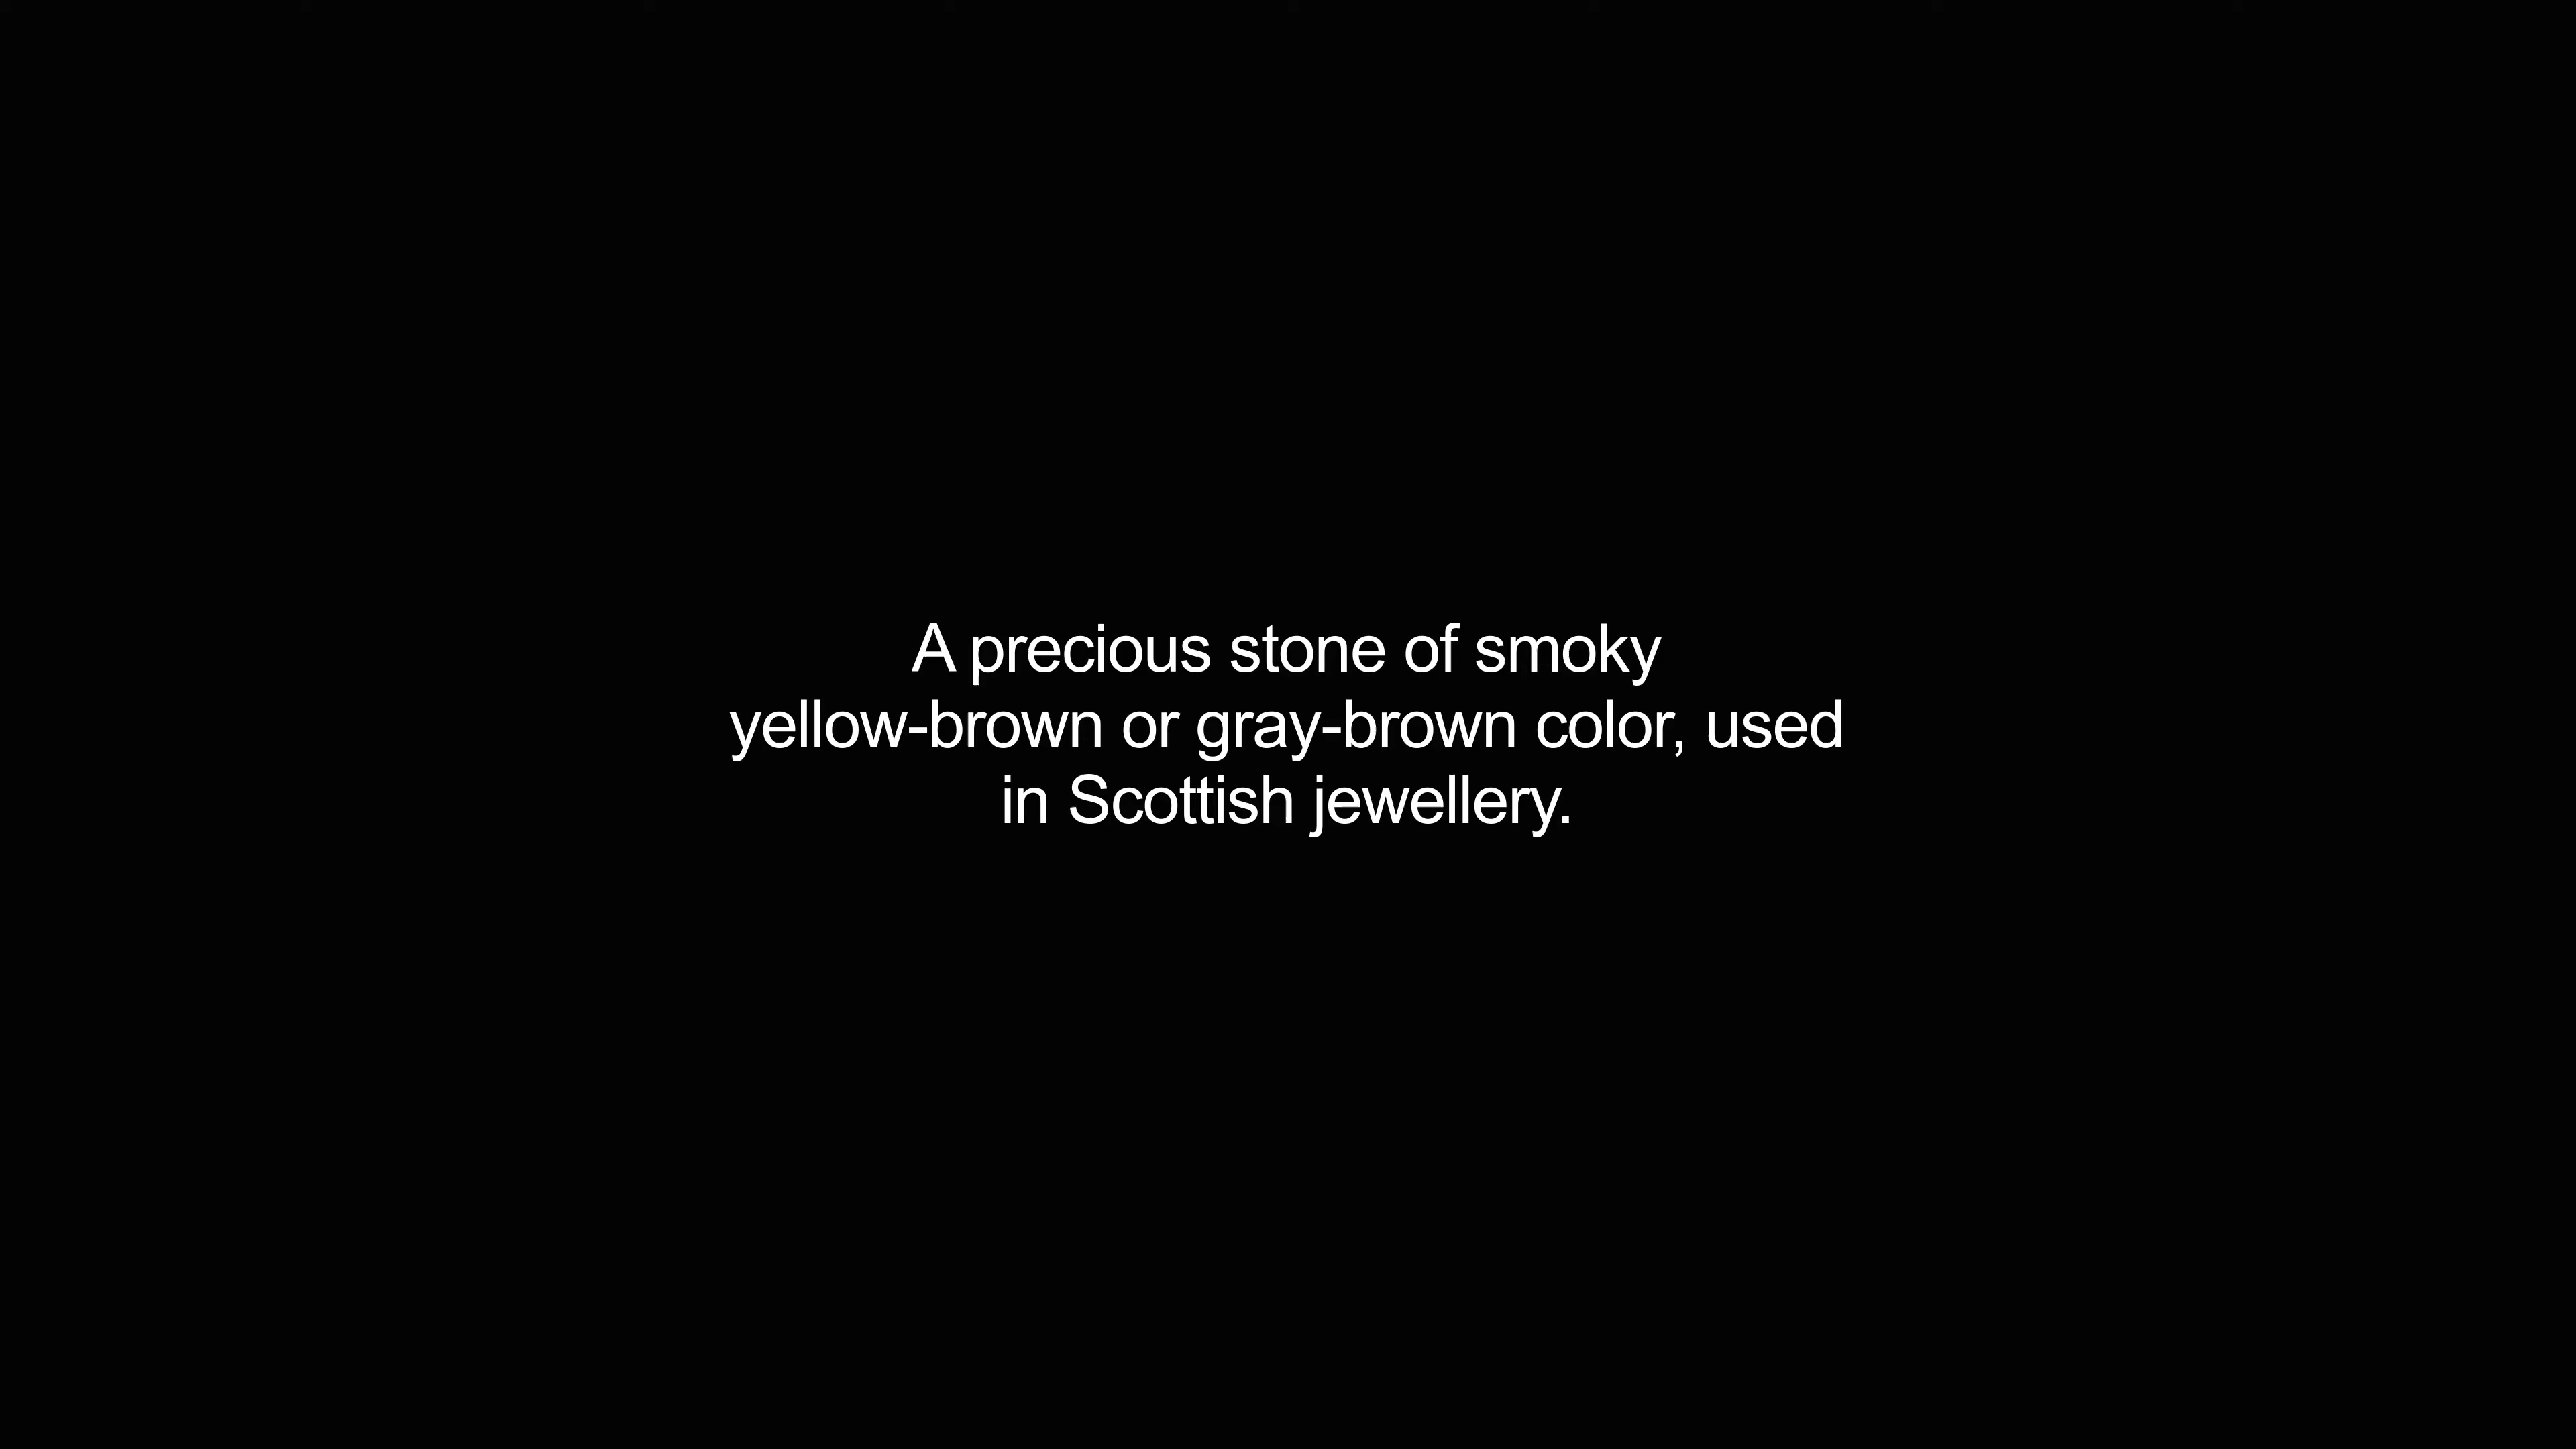 A precious stone of smoky
yellow-brown or gray-brown color, used
in Scottish jewellery.